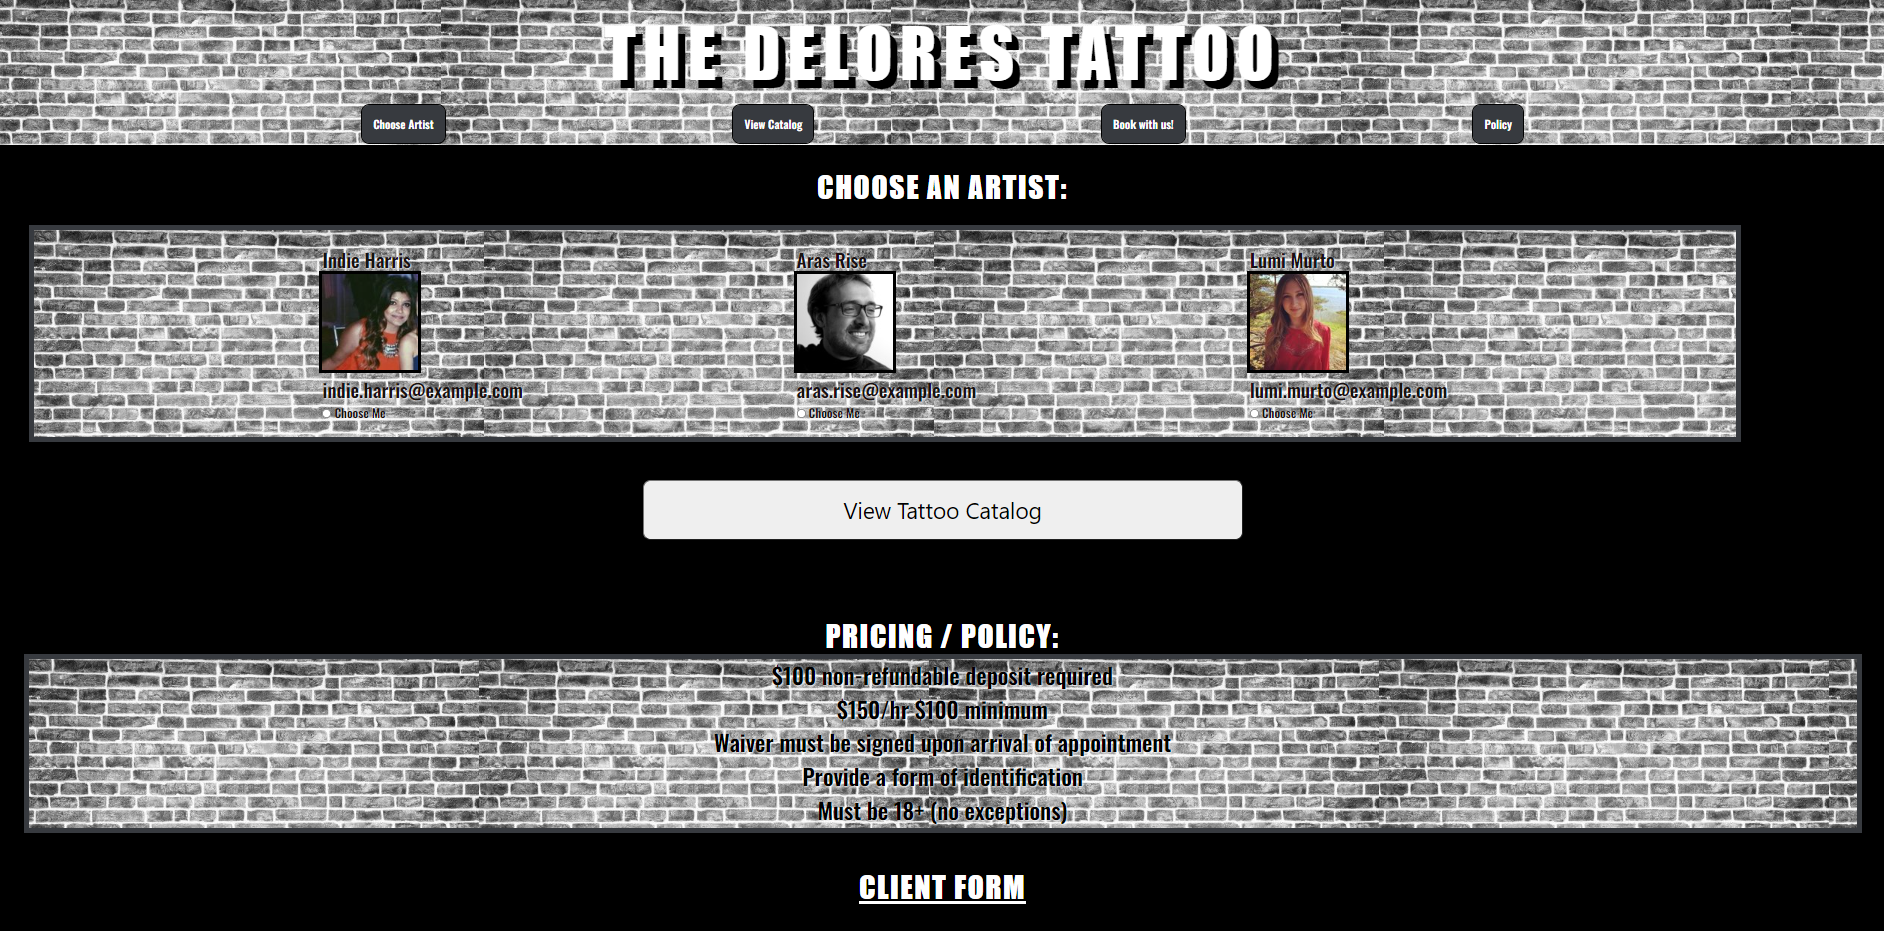 THE DELORES TATTOO
Choose Artist
View Catalog
Book with us!
Policy
CHOOSE AN ARTIST:
Indie Harris
Aras Rise
Lumi Murto
indie.harris@example.com
aras.rise@example.com
lumi.murto@example.com
Choose Me
Choose Me
Choose Me
View Tattoo Catalog
PRICING / POLICY:
$100 non-refundable deposit required
$150/hr $100 minimum
Waiver must be signed upon arrival of appointment
Provide a form of identification
Must be 18+ (no exceptions)
CLIENT FORM